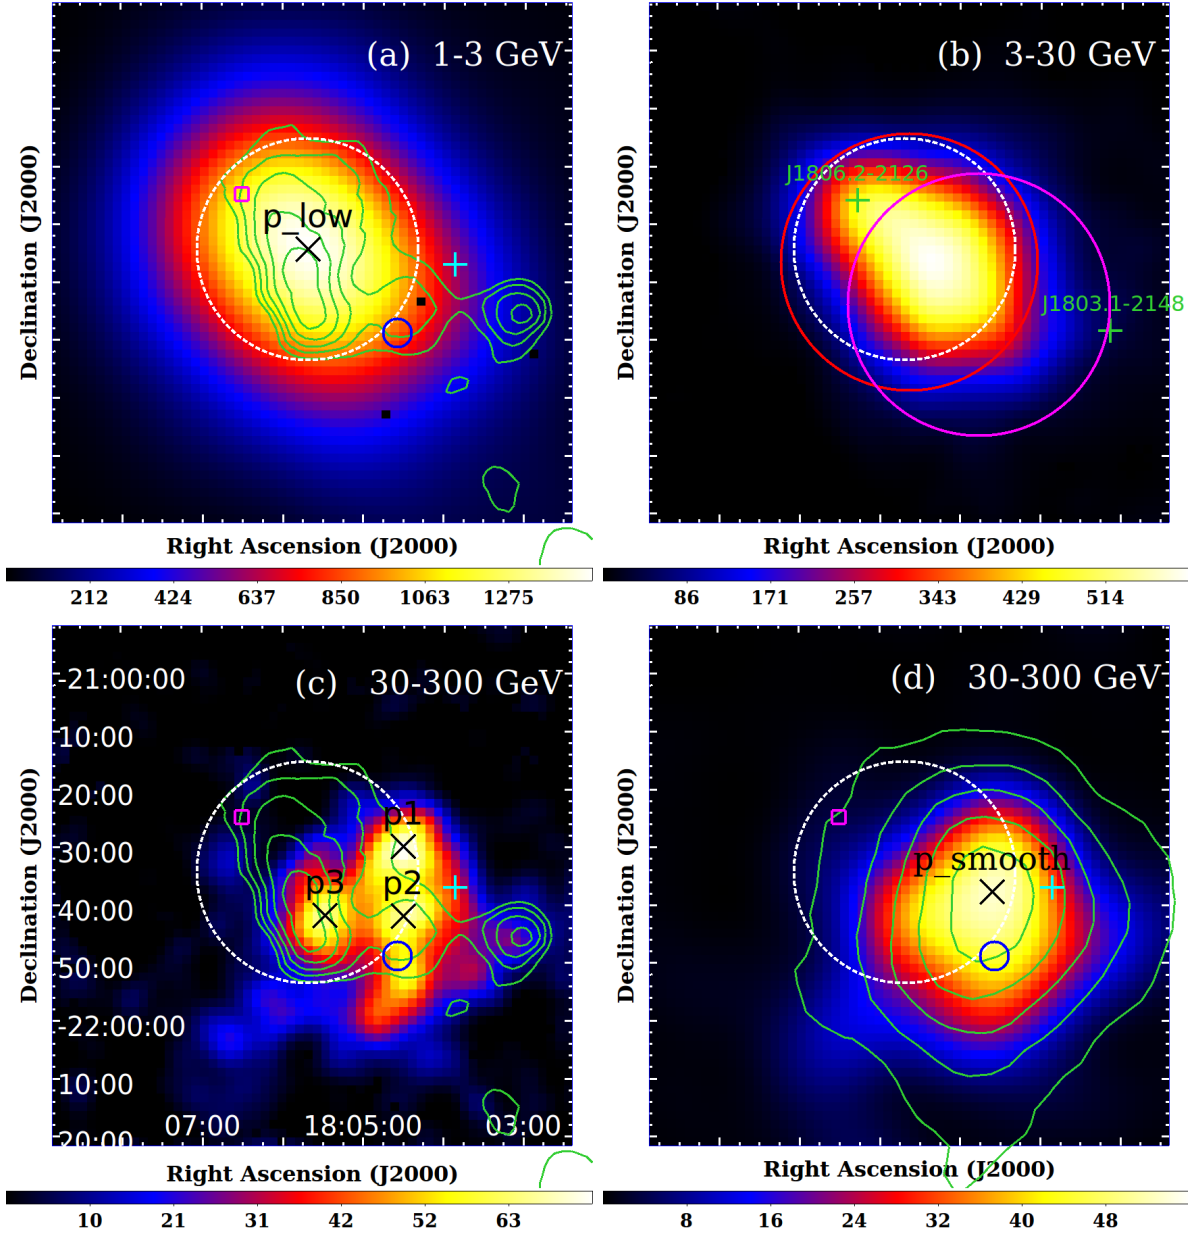 (a) 1-3 GeV
p_low
Declination (J2000)
Right Ascension (J2000)
212 424 637 850 1063 1275
(b) 3-30 GeV
J1806.2-2126
J1803.1-2148
Declination (J2000)
Right Ascension (J2000)
86 171 257 343 429 514
(c) 30-300 GeV
-21:00:00
10:00
20:00
30:00
40:00
50:00
-22:00:00
10:00
20:00
p1
p3 p2
07:00 18:05:00 03:00
Declination (J2000)
Right Ascension (J2000)
10 21 31 42 52 63
(d) 30-300 GeV
p_smooth
Declination (J2000)
Right Ascension (J2000)
8 16 24 32 40 48